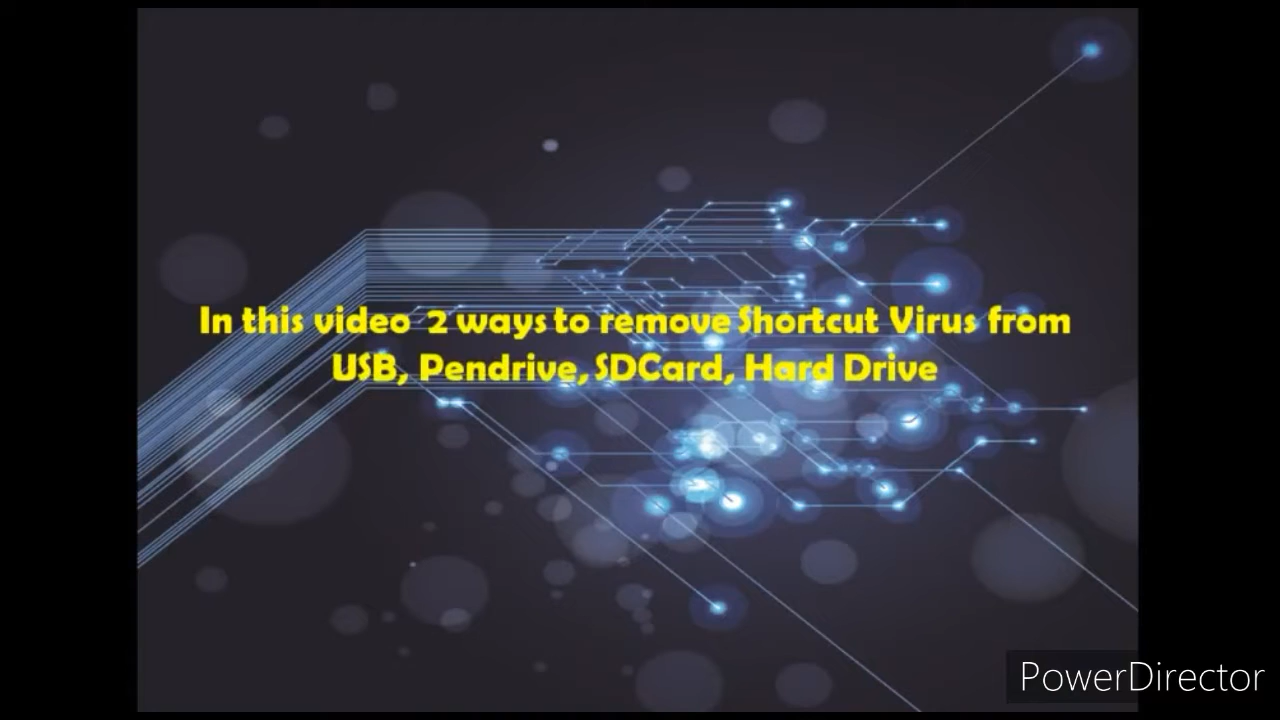 In this video 2 ways to remove Shortcut Virus from
USB, Pendrive, SDCard, Hard Drive
PowerDirector